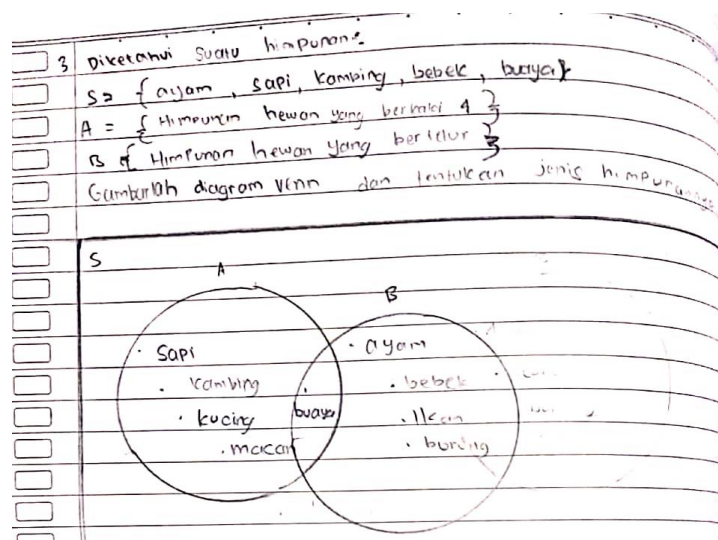 3 Diketahui suatu himpunan:
S = { ayam, sapi, kambing, bebek, buaya }
A = { Himpunan hewan yang berkaki 4 }
B { Himpunan hewan yang bertelur }
Gambarlah diagram venn dan tentukan jenis himpunannya
S
A
B
· Sapi
· ayam
· kambing
· bebek
· kucing
· buaya
· Ikan
· macan
· burung